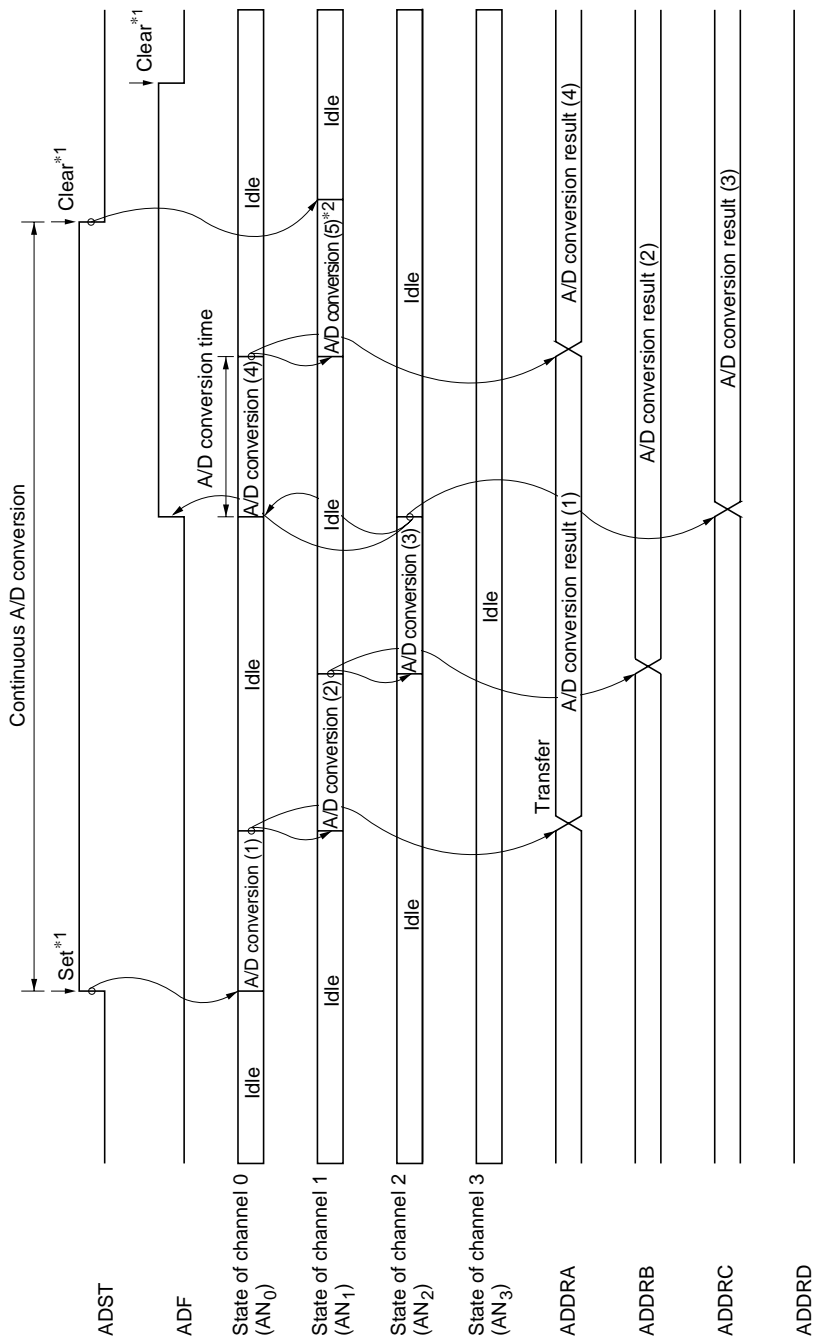 Continuous A/D conversion
Set*1
Clear*1
ADST
Clear*1
ADF
A/D conversion time
State of channel 0
(AN0)
Idle
A/D conversion (1)
Idle
A/D conversion (4)
Idle
State of channel 1
(AN1)
Idle
A/D conversion (2)
Idle
A/D conversion (5)*2
Idle
State of channel 2
(AN2)
Idle
A/D conversion (3)
Idle
State of channel 3
(AN3)
Idle
Transfer
ADDRA
A/D conversion result (1)
A/D conversion result (4)
ADDRB
A/D conversion result (2)
ADDRC
A/D conversion result (3)
ADDRD